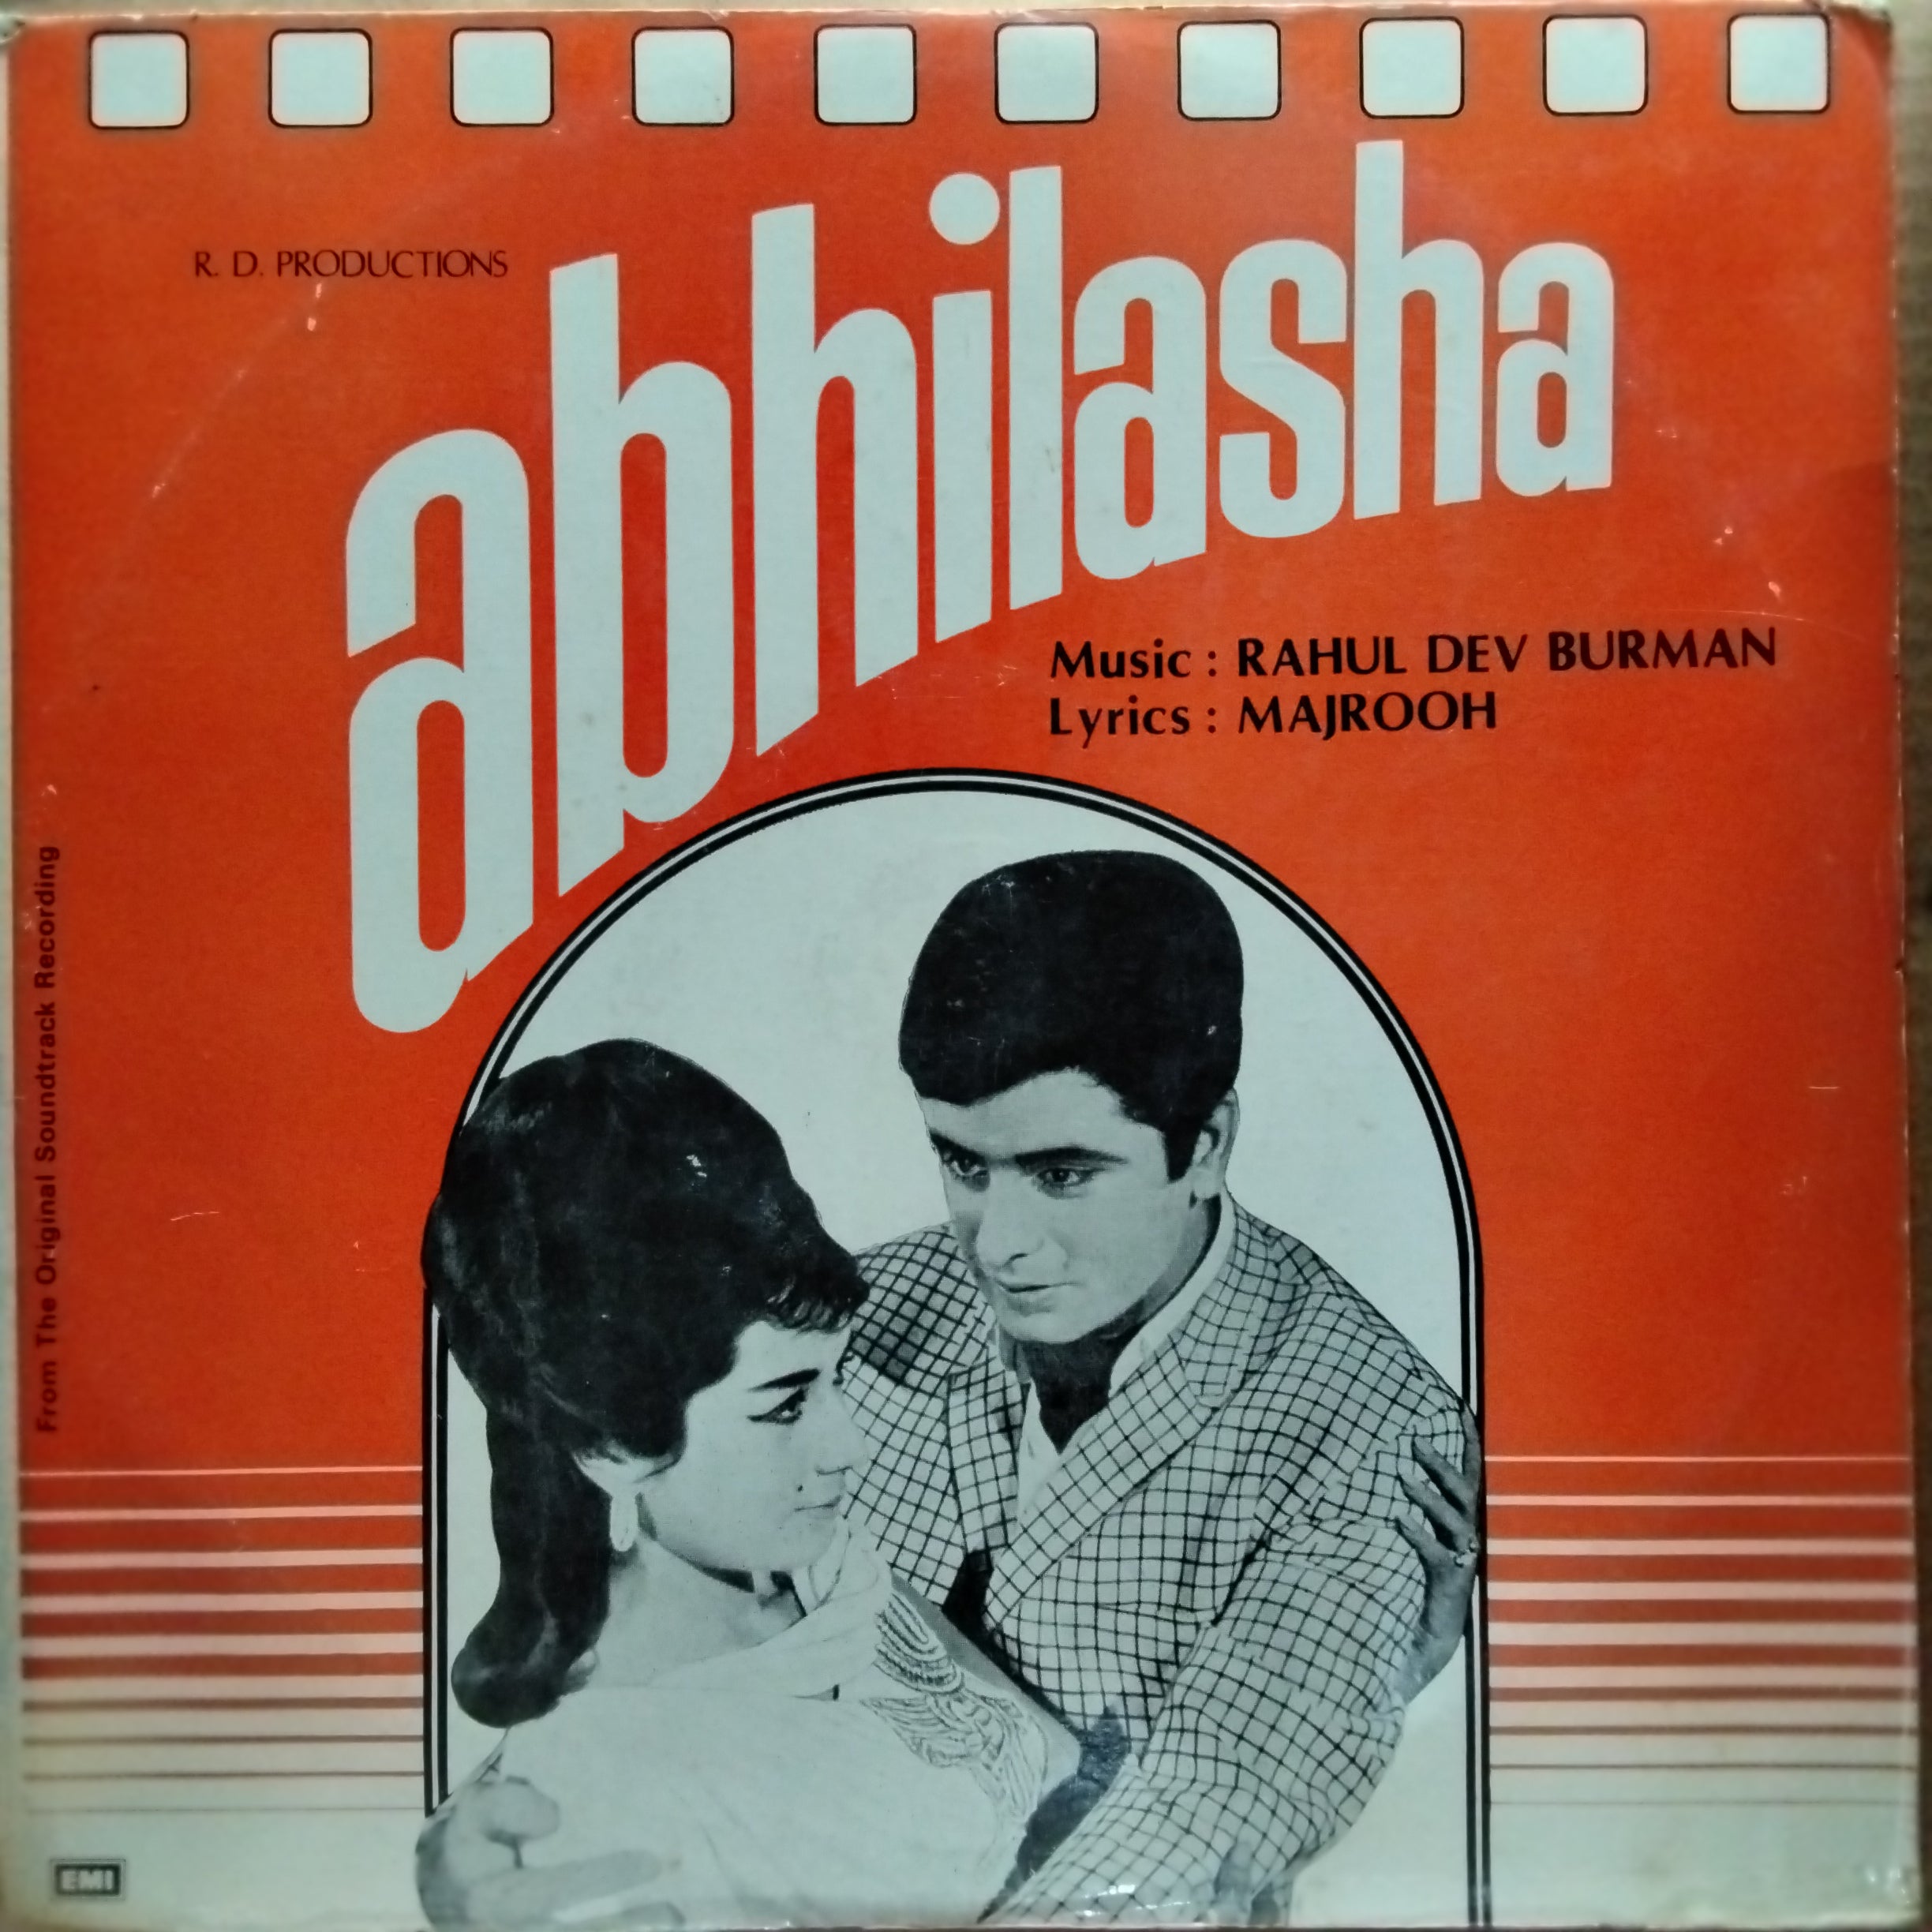 R. D. PRODUCTIONS
abhilasha
Music : RAHUL DEV BURMAN
Lyrics : MAJROOH
From The Original Soundtrack Recording
EMI